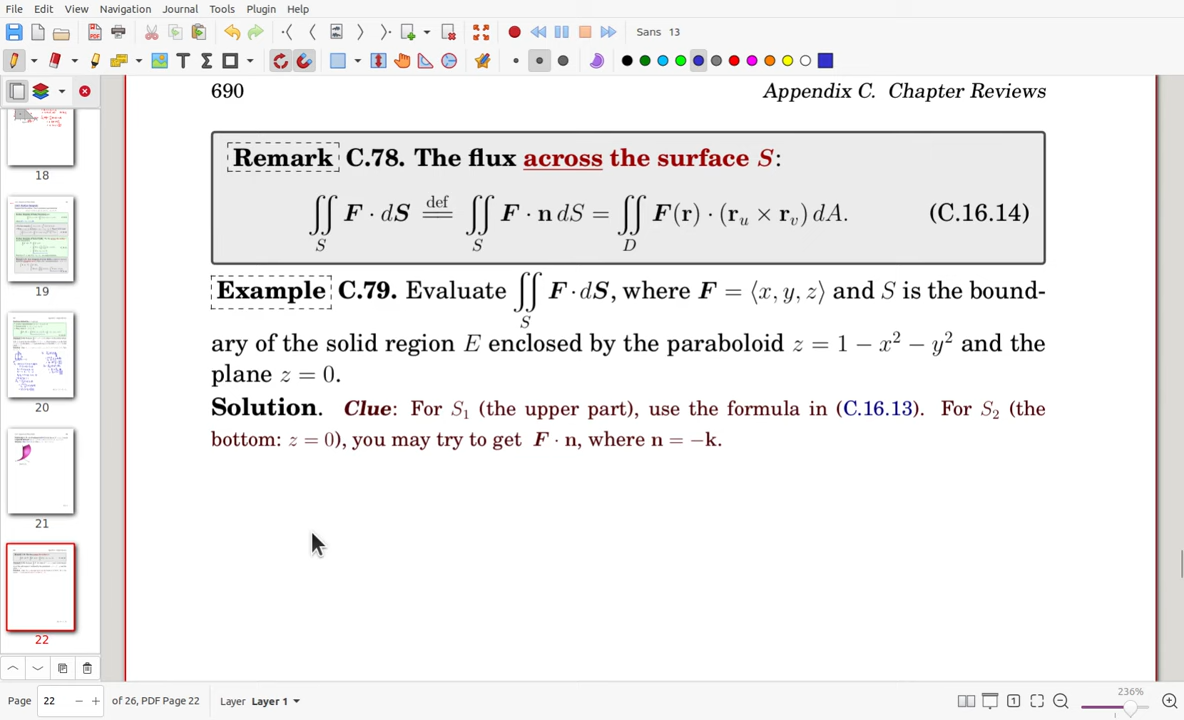 File Edit View Navigation Journal Tools Plugin Help
Sans 13
18
19
20
21
22
690 Appendix C. Chapter Reviews
Remark C.78. The flux across the surface S:
∬_S F · dS def= ∬_S F · n dS = ∬_D F(r) · (r_u × r_v) dA. (C.16.14)
Example C.79. Evaluate ∬_S F · dS, where F = ⟨x, y, z⟩ and S is the bound-
ary of the solid region E enclosed by the paraboloid z = 1 − x² − y² and the
plane z = 0.
Solution. Clue: For S₁ (the upper part), use the formula in (C.16.13). For S₂ (the
bottom: z = 0), you may try to get F · n, where n = −k.
Page 22 of 26, PDF Page 22 Layer Layer 1 236%